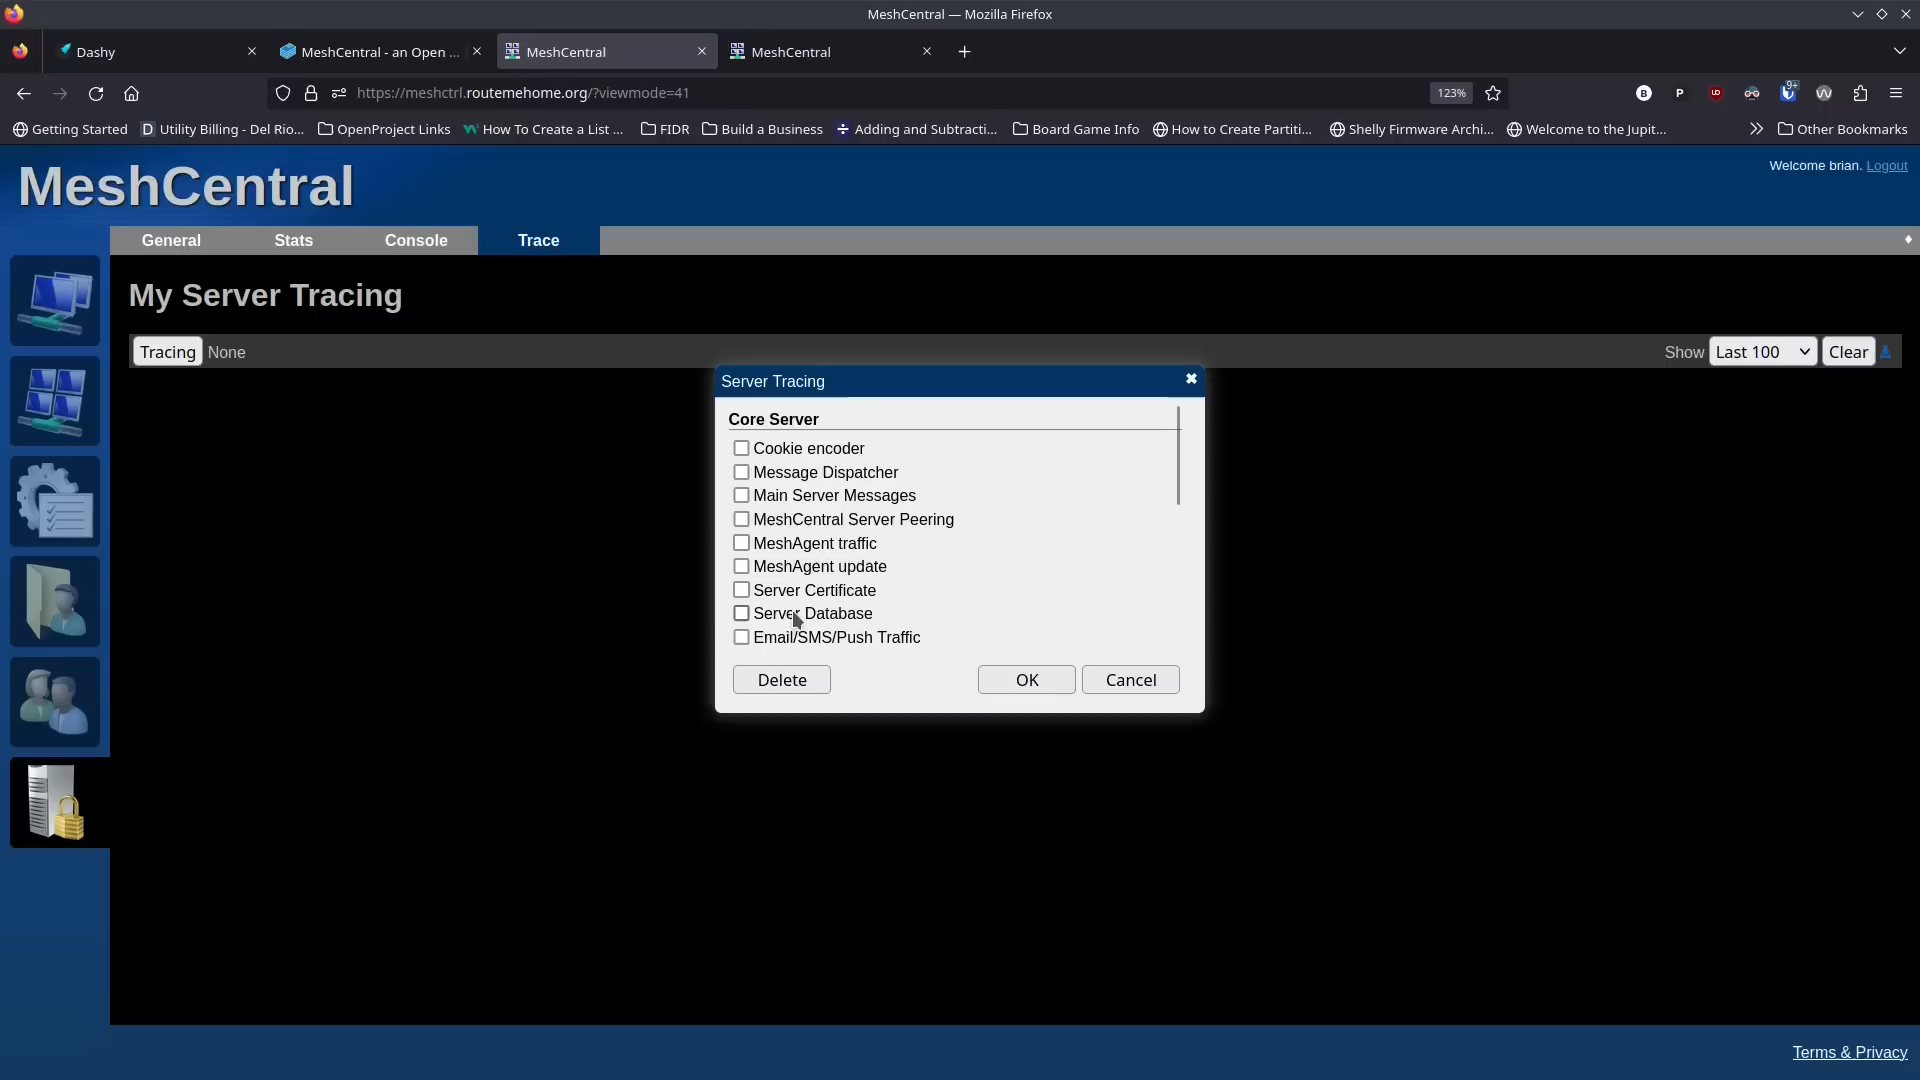 MeshCentral — Mozilla Firefox
Dashy
MeshCentral - an Open ...
MeshCentral
MeshCentral
https://meshctrl.routemehome.org/?viewmode=41
123%
B
P
UD
9+
Getting Started
D Utility Billing - Del Rio...
OpenProject Links
How To Create a List ...
FIDR
Build a Business
Adding and Subtracti...
Board Game Info
How to Create Partiti...
Shelly Firmware Archi...
Welcome to the Jupit...
Other Bookmarks
MeshCentral
Welcome brian. Logout
General
Stats
Console
Trace
My Server Tracing
Tracing None
Show Last 100 Clear
Server Tracing
Core Server
Cookie encoder
Message Dispatcher
Main Server Messages
MeshCentral Server Peering
MeshAgent traffic
MeshAgent update
Server Certificate
Server Database
Email/SMS/Push Traffic
Delete
OK
Cancel
Terms & Privacy